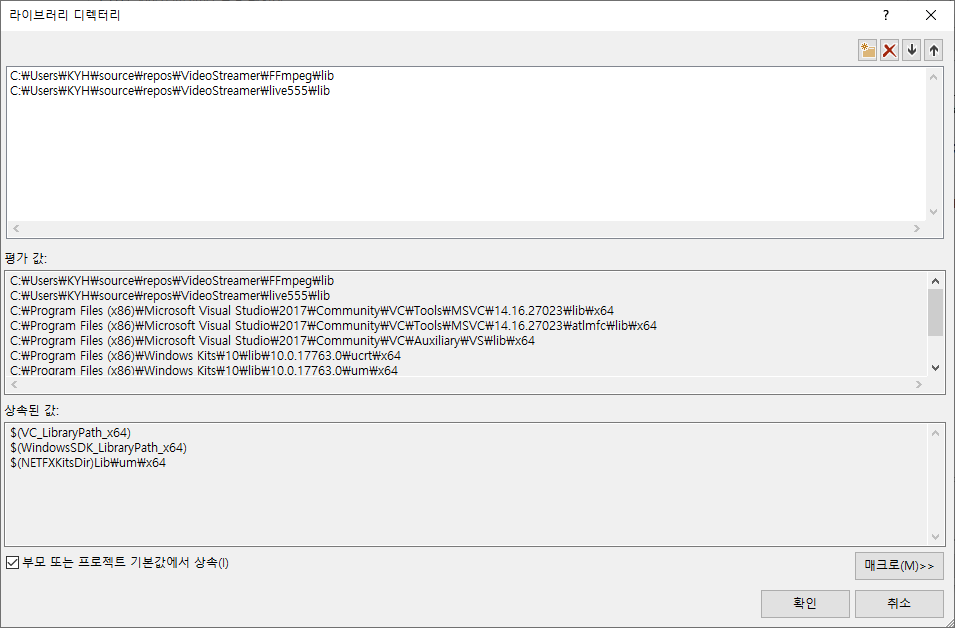 라이브러리 디렉터리
?
C:₩Users₩KYH₩source₩repos₩VideoStreamer₩FFmpeg₩lib
C:₩Users₩KYH₩source₩repos₩VideoStreamer₩live555₩lib
평가 값:
C:₩Users₩KYH₩source₩repos₩VideoStreamer₩FFmpeg₩lib
C:₩Users₩KYH₩source₩repos₩VideoStreamer₩live555₩lib
C:₩Program Files (x86)₩Microsoft Visual Studio₩2017₩Community₩VC₩Tools₩MSVC₩14.16.27023₩lib₩x64
C:₩Program Files (x86)₩Microsoft Visual Studio₩2017₩Community₩VC₩Tools₩MSVC₩14.16.27023₩atlmfc₩lib₩x64
C:₩Program Files (x86)₩Microsoft Visual Studio₩2017₩Community₩VC₩Auxiliary₩VS₩lib₩x64
C:₩Program Files (x86)₩Windows Kits₩10₩lib₩10.0.17763.0₩ucrt₩x64
C:₩Program Files (x86)₩Windows Kits₩10₩lib₩10.0.17763.0₩um₩x64
상속된 값:
$(VC_LibraryPath_x64)
$(WindowsSDK_LibraryPath_x64)
$(NETFXKitsDir)Lib₩um₩x64
부모 또는 프로젝트 기본값에서 상속(I)
매크로(M)>>
확인
취소